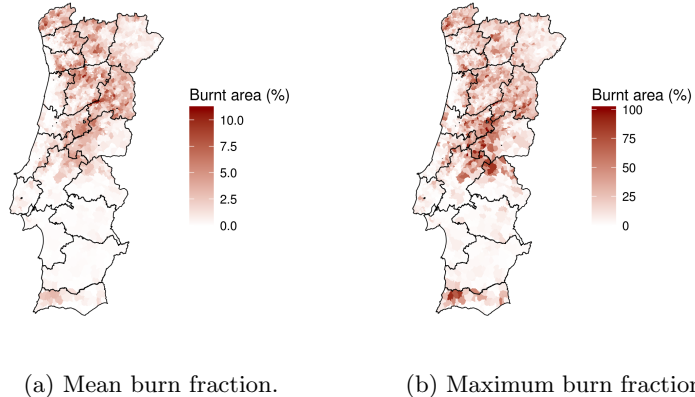 Burnt area (%)
10.0
7.5
5.0
2.5
0.0
Burnt area (%)
100
75
50
25
0
(a) Mean burn fraction.
(b) Maximum burn fraction